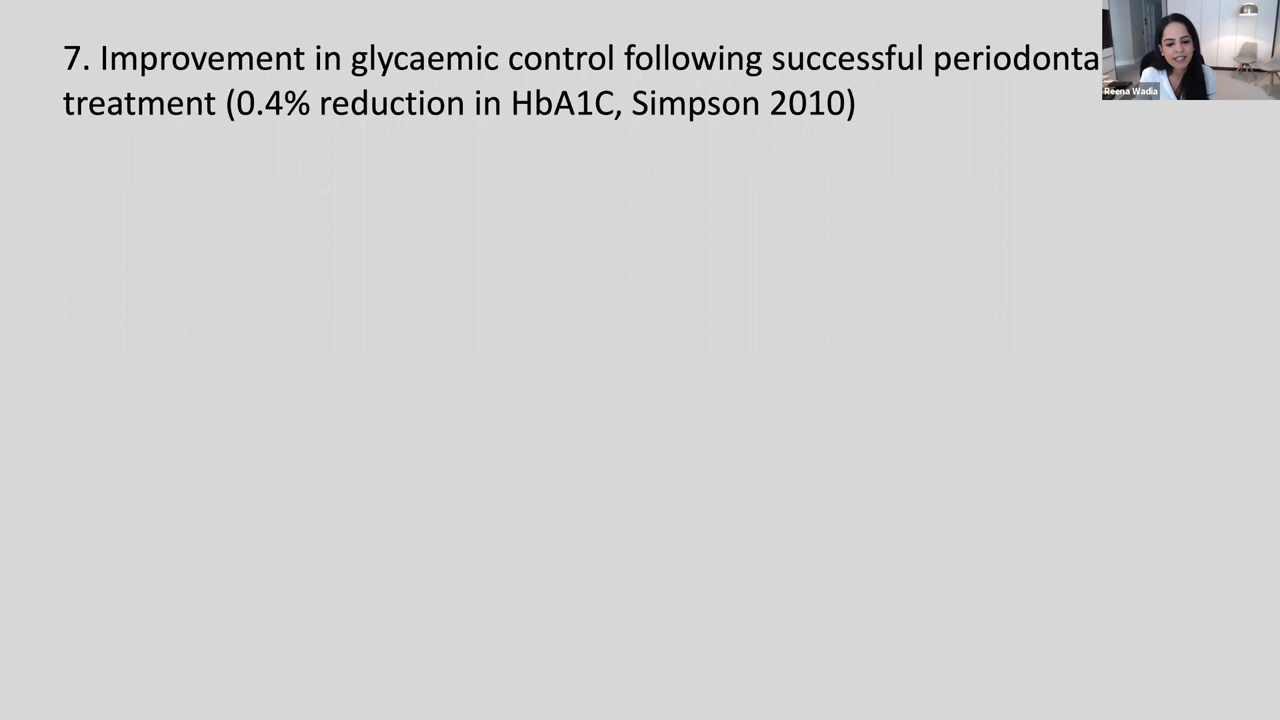 7. Improvement in glycaemic control following successful periodonta
treatment (0.4% reduction in HbA1C, Simpson 2010)
Reena Wadia